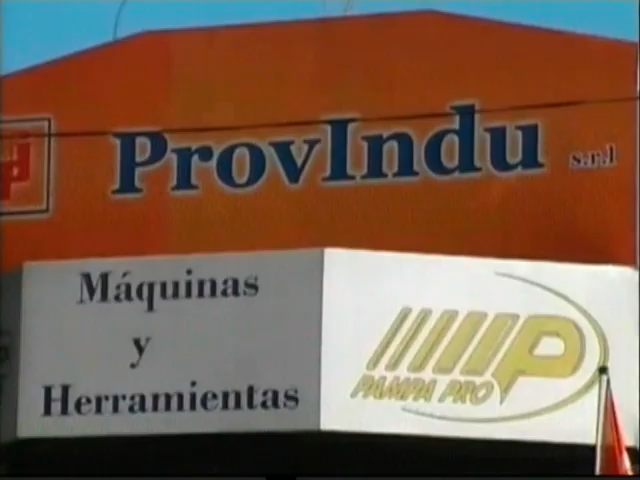 ProvIndu s.r.l
Máquinas
y
Herramientas
P
PAMPA PRO